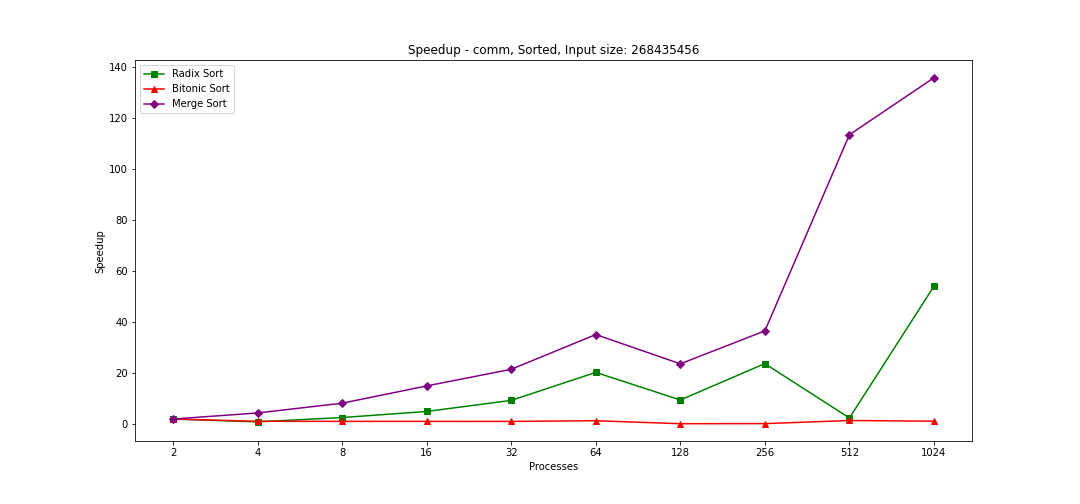 Speedup - comm, Sorted, Input size: 268435456
Radix Sort
Bitonic Sort
Merge Sort
140
120
100
80
60
40
20
0
Speedup
2 4 8 16 32 64 128 256 512 1024
Processes